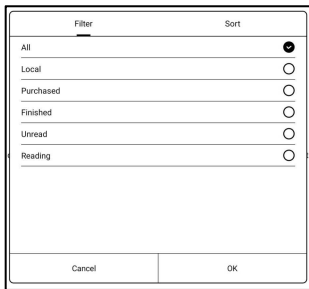 Filter Sort
All
Local
Purchased
Finished
Unread
Reading
Cancel OK